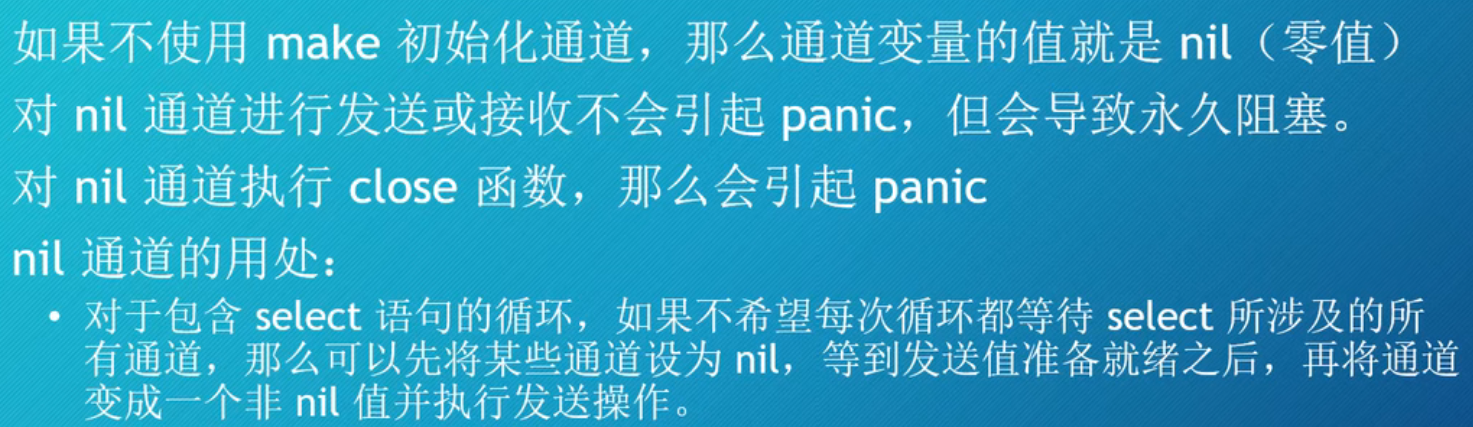 如果不使用 make 初始化通道，那么通道变量的值就是 nil（零值）
对 nil 通道进行发送或接收不会引起 panic，但会导致永久阻塞。
对 nil 通道执行 close 函数，那么会引起 panic
nil 通道的用处：
• 对于包含 select 语句的循环，如果不希望每次循环都等待 select 所涉及的所
有通道，那么可以先将某些通道设为 nil，等到发送值准备就绪之后，再将通道
变成一个非 nil 值并执行发送操作。